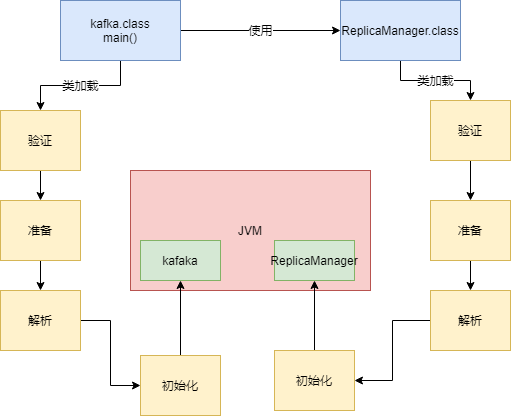 kafka.class
main()
使用
ReplicaManager.class
类加载
类加载
验证
验证
准备
准备
JVM
kafaka
ReplicaManager
解析
解析
初始化
初始化